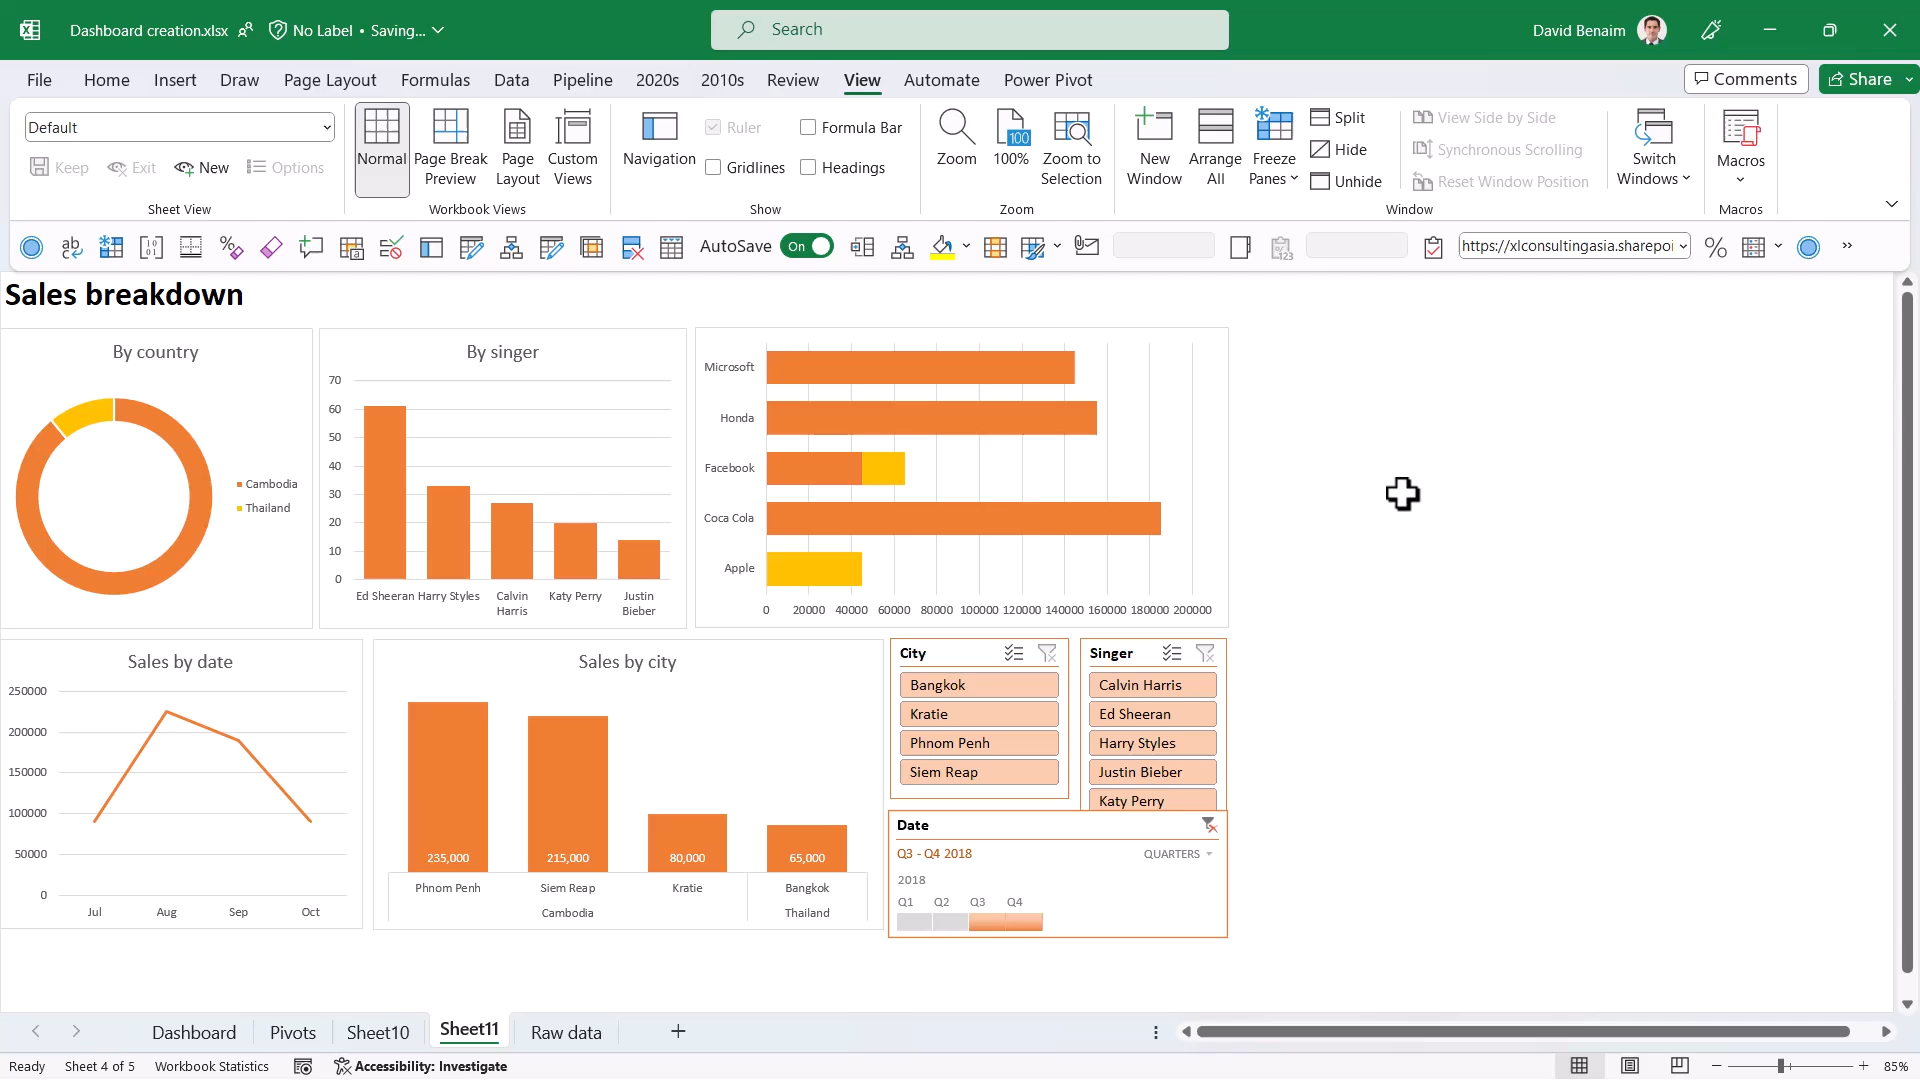 Dashboard creation.xlsx
No Label • Saving...
Search
David Benaim
File Home Insert Draw Page Layout Formulas Data Pipeline 2020s 2010s Review View Automate Power Pivot
Comments
Share
Default
Keep Exit New Options
Sheet View
Normal
Page Break Preview
Page Layout
Custom Views
Workbook Views
Navigation
Ruler
Formula Bar
Gridlines
Headings
Show
Zoom
100
100%
Zoom to Selection
Zoom
New Window
Arrange All
Freeze Panes
Split
Hide
Unhide
View Side by Side
Synchronous Scrolling
Reset Window Position
Window
Switch Windows
Macros
Macros
AutoSave On
https://xlconsultingasia.sharepoi
Sales breakdown
By country
Cambodia
Thailand
By singer
70
60
50
40
30
20
10
0
Ed Sheeran Harry Styles Calvin Harris Katy Perry Justin Bieber
Microsoft
Honda
Facebook
Coca Cola
Apple
0 20000 40000 60000 80000 100000 120000 140000 160000 180000 200000
Sales by date
250000
200000
150000
100000
50000
0
Jul Aug Sep Oct
Sales by city
235,000 215,000 80,000 65,000
Phnom Penh Siem Reap Kratie Bangkok
Cambodia Thailand
City
Bangkok
Kratie
Phnom Penh
Siem Reap
Singer
Calvin Harris
Ed Sheeran
Harry Styles
Justin Bieber
Katy Perry
Date
Q3 - Q4 2018 QUARTERS
2018
Q1 Q2 Q3 Q4
Dashboard Pivots Sheet10 Sheet11 Raw data
Ready Sheet 4 of 5 Workbook Statistics Accessibility: Investigate
85%